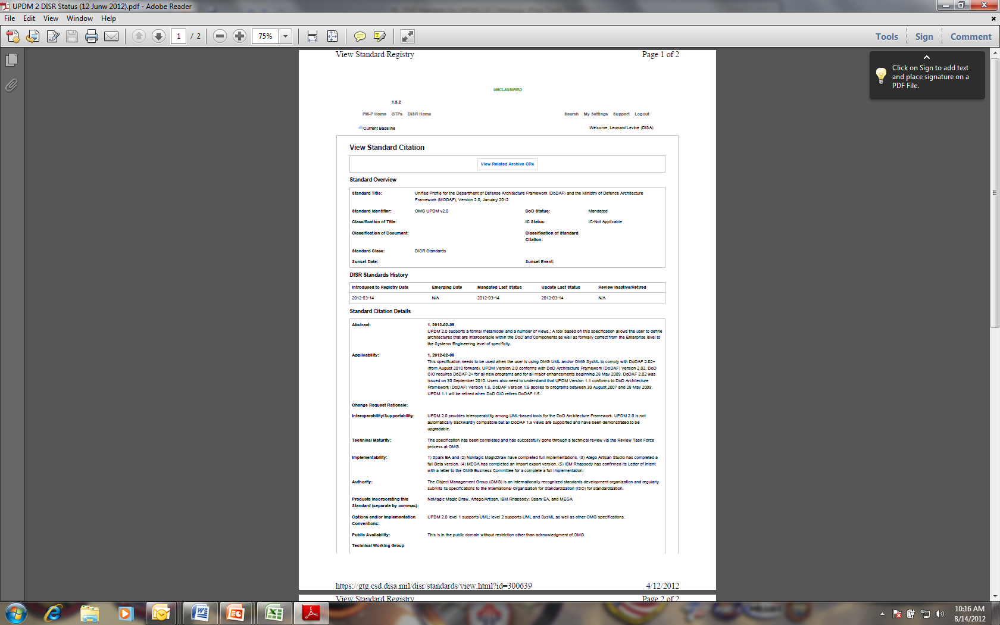 UPDM 2 DISR Status (12 Junw 2012).pdf - Adobe Reader
File Edit View Window Help
1 / 2 75% Tools Sign Comment
View Standard Registry Page 1 of 2
Click on Sign to add text
and place signature on a
PDF File.
UNCLASSIFIED
1.3.2
PM-P Home GTPs DISR Home Search My Settings Support Logout
Current Baseline Welcome, Leonard Levine (DISA)
View Standard Citation
View Related Archive CRs
Standard Overview
Standard Title: Unified Profile for the Department of Defense Architecture Framework (DoDAF) and the Ministry of Defence Architecture
Framework (MODAF), Version 2.0, January 2012
Standard Identifier: OMG UPDM v2.0 DoD Status: Mandated
Classification of Title: IC Status: IC-Not Applicable
Classification of Document: Classification of Standard
Citation:
Standard Class: DISR Standards
Sunset Date: Sunset Event:
DISR Standards History
Introduced to Registry Date Emerging Date Mandated Last Status Update Last Status Review Inactive/Retired
2012-03-14 N/A 2012-03-14 2012-03-14 N/A
Standard Citation Details
Abstract: 1. 2012-02-09
UPDM 2.0 supports a formal metamodel and a number of views.; A tool based on this specification allows the user to define
architectures that are interoperable within the DoD and Components as well as formally correct from the Enterprise level to
the Systems Engineering level of specificity.
Applicability: 1. 2012-02-09
This specification needs to be used when the user is using OMG UML and/or OMG SysML to comply with DoDAF 2.02+
(from August 2010 forward). UPDM Version 2.0 conforms with DoD Architecture Framework (DoDAF) Version 2.02. DoD
CIO requires DoDAF 2+ for all new programs and for all major enhancements beginning 28 May 2009. DoDAF 2.02 was
issued on 30 September 2010. Users also need to understand that UPDM Version 1.1 conforms to DoD Architecture
Framework (DoDAF) Version 1.5. DoDAF Version 1.5 applies to programs between 30 August 2007 and 28 May 2009.
UPDM 1.1 will be retired when DoD CIO retires DoDAF 1.5.
Change Request Rationale:
Interoperability/Supportability: UPDM 2.0 provides interoperability among UML-based tools for the DoD Architecture Framework. UPDM 2.0 is not
automatically backwardly compatible but all DoDAF 1.x views are supported and have been demonstrated to be
upgradable.
Technical Maturity: The specification has been completed and has successfully gone through a technical review via the Review Task Force
process at OMG.
Implementability: 1) Sparx EA and (2) NoMagic MagicDraw have completed full implementations. (3) Atego Artisan Studio has completed a
full Beta version. (4) MEGA has completed an import export version. (5) IBM Rhapsody has confirmed its Letter of Intent
with a letter to the OMG Business Committee for a complete a full implementation.
Authority: The Object Management Group (OMG) is an internationally recognized standards development organization and regularly
submits its specifications to the International Organization for Standardization (ISO) for standardization.
Products Incorporating this NoMagic Magic Draw, Artego/Artisan, IBM Rhapsody, Sparx EA, and MEGA
Standard (separate by commas):
Options and/or Implementation UPDM 2.0 level 1 supports UML; level 2 supports UML and SysML as well as other OMG specifications.
Conventions:
Public Availability: This is in the public domain without restriction other than acknowledgment of OMG.
Technical Working Group
https://gtg.csd.disa.mil/disr/standards/view.html?id=300639 4/12/2012
View Standard Registry Page 2 of 2
10:16 AM
8/14/2012